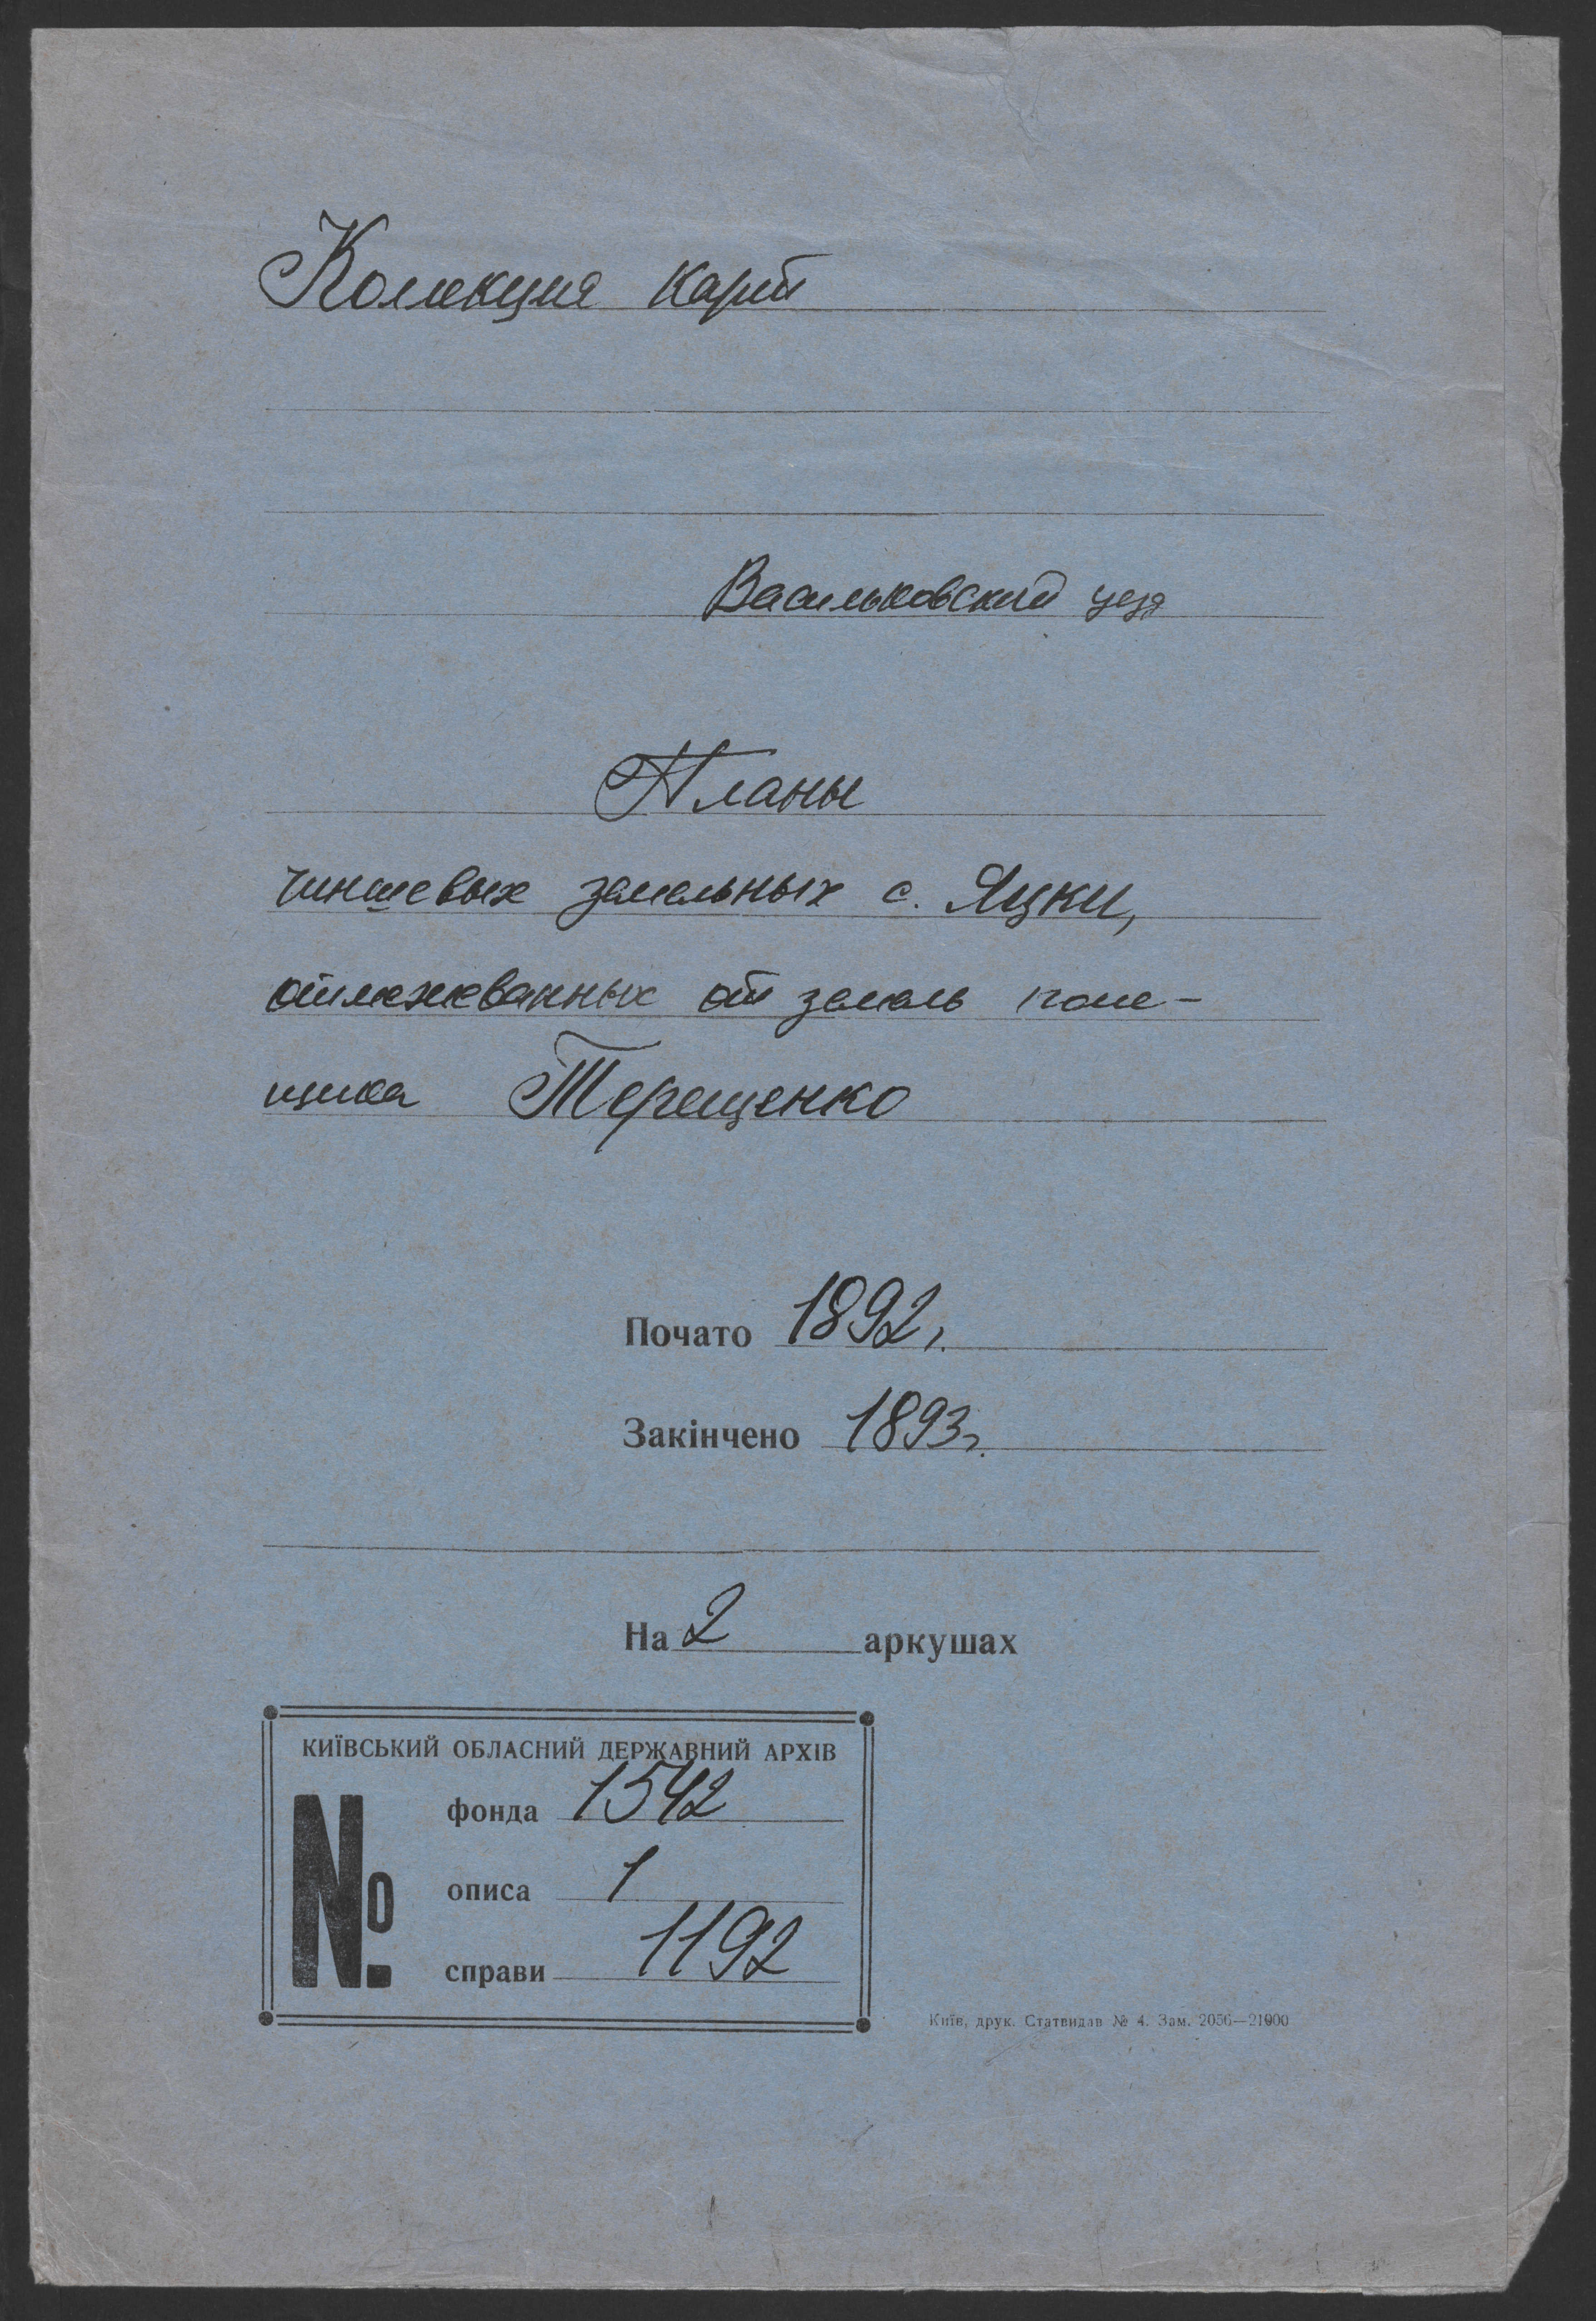 Колекция карт
Васильковский уезд
Планы
чиншевых земельных с. Яцки,
отмежеванных от земель поме-
щика Терещенко
Почато 1892 г.
Закінчено 1893 г.
На 2 аркушах
КИЇВСЬКИЙ ОБЛАСНИЙ ДЕРЖАВНИЙ АРХІВ
№
фонда 1542
описа 1
справи 1192
Київ, друк. Статвидав № 4. Зам. 2056—21000